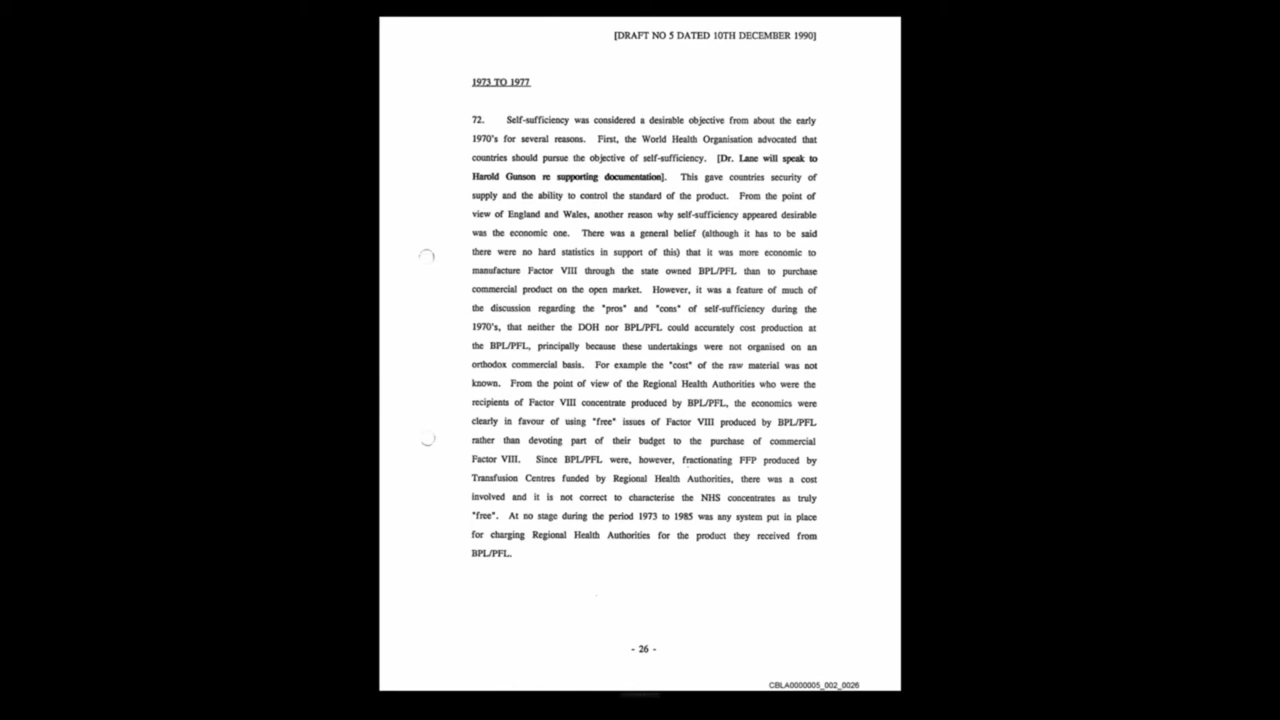 [DRAFT NO 5 DATED 10TH DECEMBER 1990]
1973 TO 1977
72. Self-sufficiency was considered a desirable objective from about the early
1970's for several reasons. First, the World Health Organisation advocated that
countries should pursue the objective of self-sufficiency. [Dr. Lane will speak to
Harold Gunson re supporting documentation]. This gave countries security of
supply and the ability to control the standard of the product. From the point of
view of England and Wales, another reason why self-sufficiency appeared desirable
was the economic one. There was a general belief (although it has to be said
there were no hard statistics in support of this) that it was more economic to
manufacture Factor VIII through the state owned BPL/PFL than to purchase
commercial product on the open market. However, it was a feature of much of
the discussion regarding the "pros" and "cons" of self-sufficiency during the
1970's, that neither the DOH nor BPL/PFL could accurately cost production at
the BPL/PFL, principally because these undertakings were not organised on an
orthodox commercial basis. For example the "cost" of the raw material was not
known. From the point of view of the Regional Health Authorities who were the
recipients of Factor VIII concentrate produced by BPL/PFL, the economics were
clearly in favour of using "free" issues of Factor VIII produced by BPL/PFL
rather than devoting part of their budget to the purchase of commercial
Factor VIII. Since BPL/PFL were, however, fractionating FFP produced by
Transfusion Centres funded by Regional Health Authorities, there was a cost
involved and it is not correct to characterise the NHS concentrates as truly
"free". At no stage during the period 1973 to 1985 was any system put in place
for charging Regional Health Authorities for the product they received from
BPL/PFL.
- 26 -
CBLA0000005_002_0026